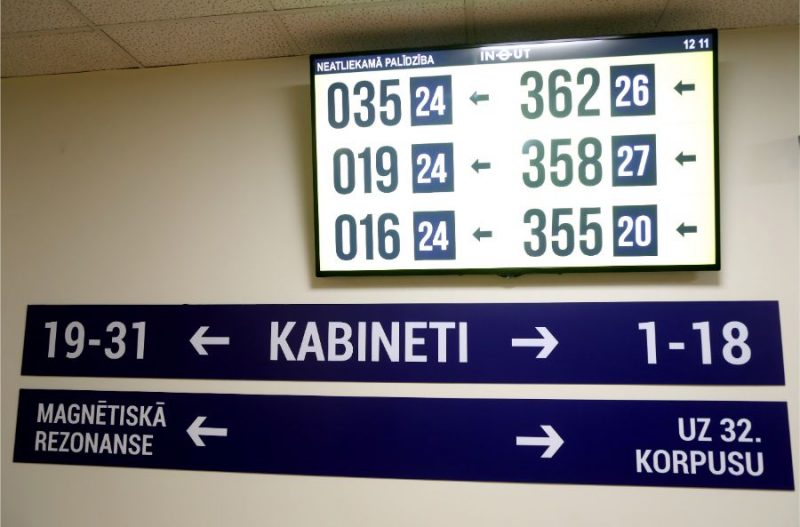 NEATLIEKAMĀ PALĪDZĪBA IN OUT 12 11
035 24 ← 362 26 ←
019 24 ← 358 27 ←
016 24 ← 355 20 ←
19-31 ← KABINETI → 1-18
MAGNĒTISKĀ
REZONANSE ← → UZ 32.
KORPUSU